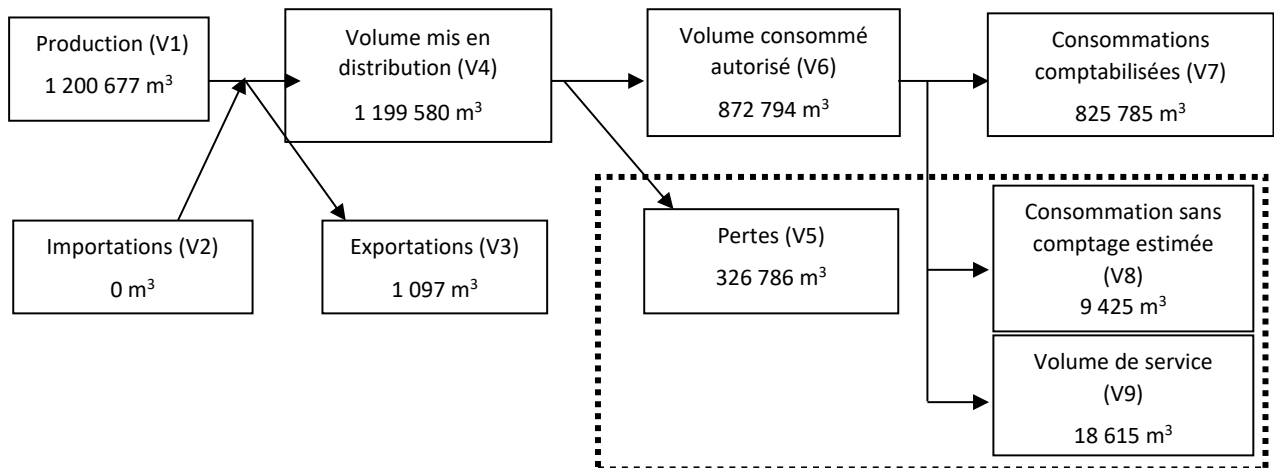 Production (V1)
1 200 677 m³
Volume mis en
distribution (V4)
1 199 580 m³
Volume consommé
autorisé (V6)
872 794 m³
Consommations
comptabilisées (V7)
825 785 m³
Importations (V2)
0 m³
Exportations (V3)
1 097 m³
Pertes (V5)
326 786 m³
Consommation sans
comptage estimée
(V8)
9 425 m³
Volume de service
(V9)
18 615 m³